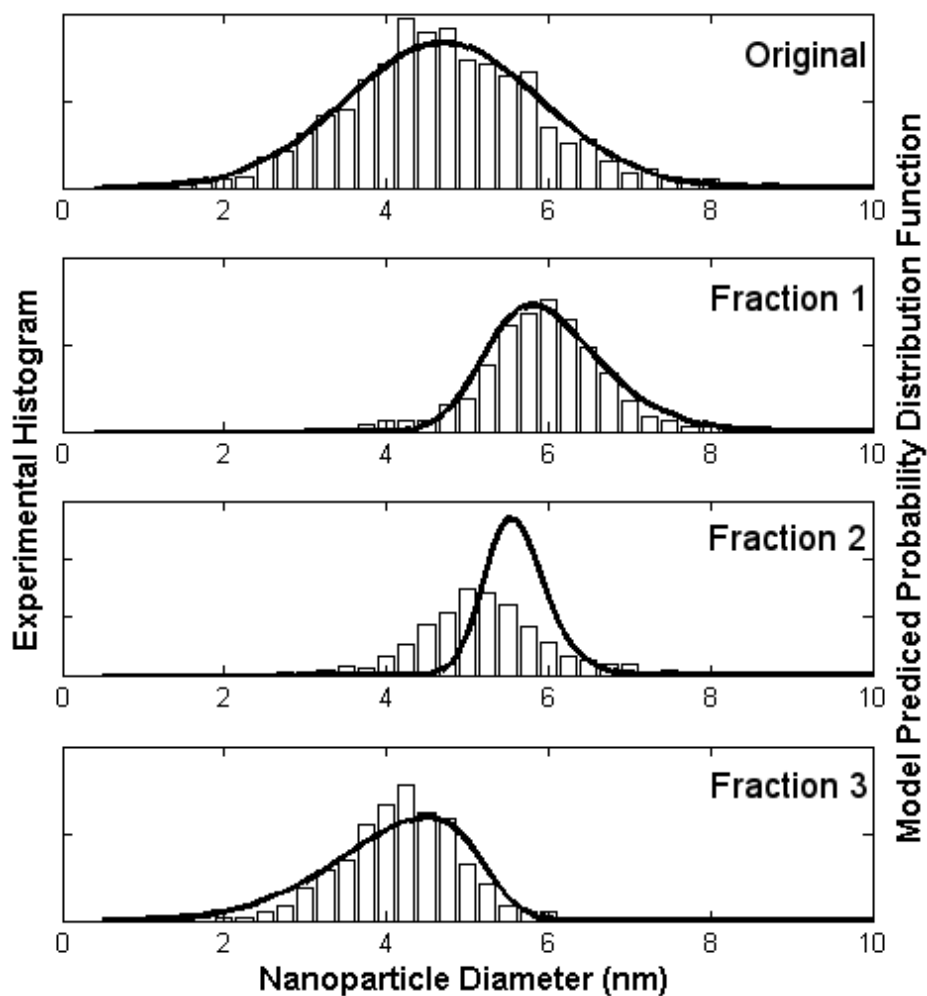 Original
0 2 4 6 8 10
Fraction 1
0 2 4 6 8 10
Fraction 2
0 2 4 6 8 10
Fraction 3
0 2 4 6 8 10
Nanoparticle Diameter (nm)
Experimental Histogram
Model Prediced Probability Distribution Function